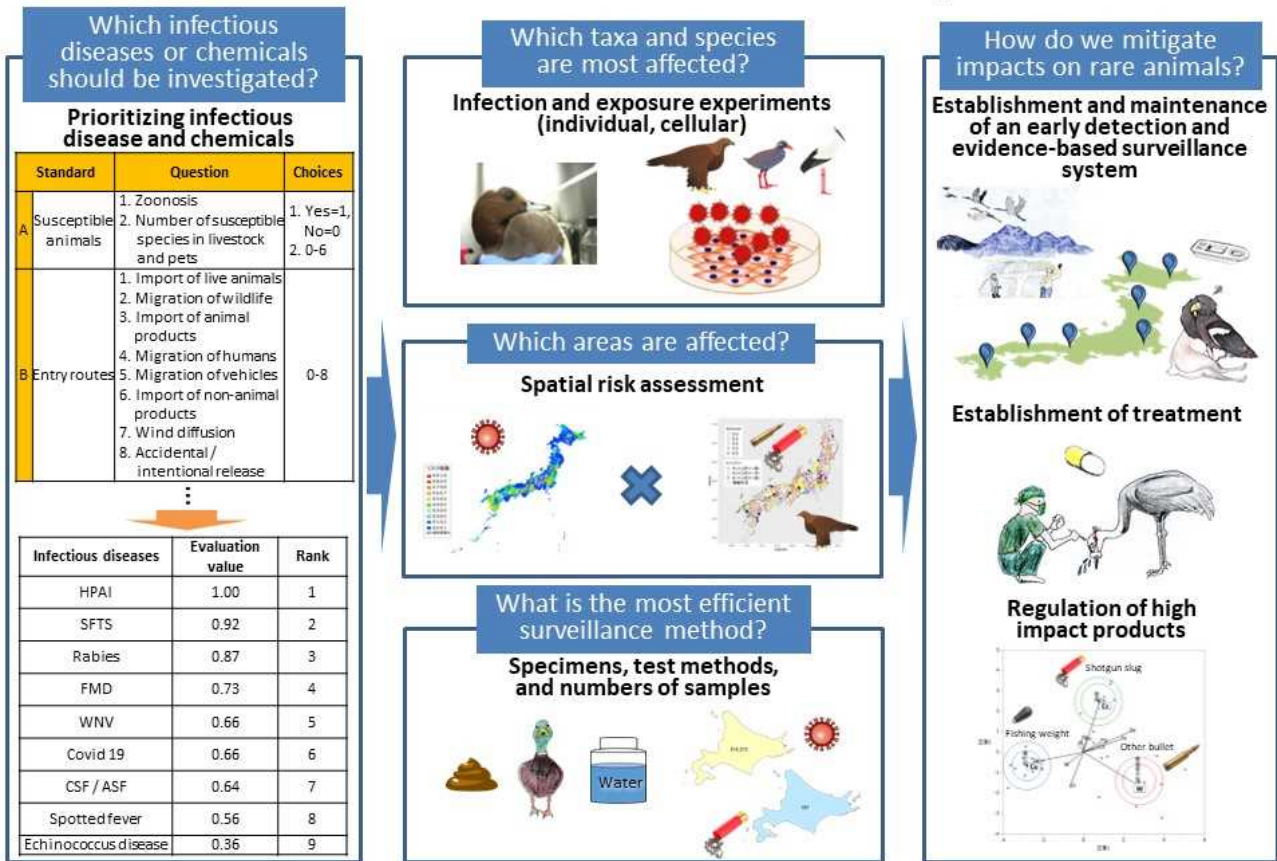 Which infectious
diseases or chemicals
should be investigated?
Prioritizing infectious
disease and chemicals
Standard Question Choices
A Susceptible animals
1. Zoonosis
2. Number of susceptible
species in livestock
and pets
1. Yes=1,
No=0
2. 0-6
B Entry routes
1. Import of live animals
2. Migration of wildlife
3. Import of animal
products
4. Migration of humans
5. Migration of vehicles
6. Import of non-animal
products
7. Wind diffusion
8. Accidental /
intentional release
0-8
⋮
Infectious diseases Evaluation value Rank
HPAI 1.00 1
SFTS 0.92 2
Rabies 0.87 3
FMD 0.73 4
WNV 0.66 5
Covid 19 0.66 6
CSF / ASF 0.64 7
Spotted fever 0.56 8
Echinococcus disease 0.36 9
Which taxa and species
are most affected?
Infection and exposure experiments
(individual, cellular)
Which areas are affected?
Spatial risk assessment
What is the most efficient
surveillance method?
Specimens, test methods,
and numbers of samples
Water
How do we mitigate
impacts on rare animals?
Establishment and maintenance
of an early detection and
evidence-based surveillance
system
Establishment of treatment
Regulation of high
impact products
Shotgun slug
Fishing weight
Other bullet